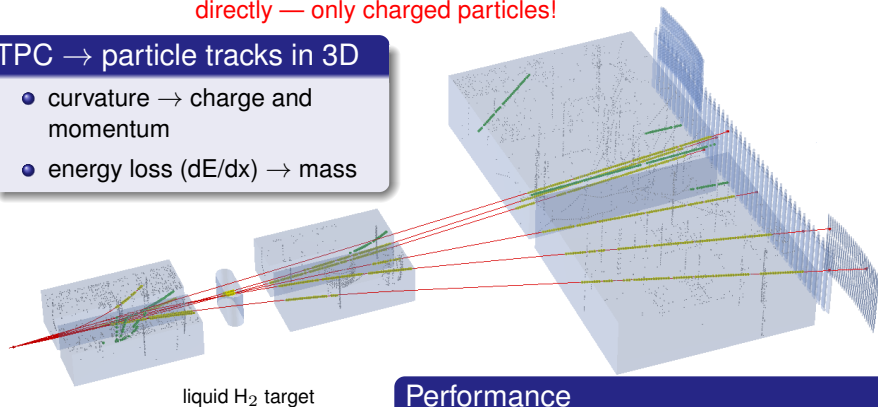 directly — only charged particles!
TPC → particle tracks in 3D
curvature → charge and
momentum
energy loss (dE/dx) → mass
liquid H₂ target
Performance